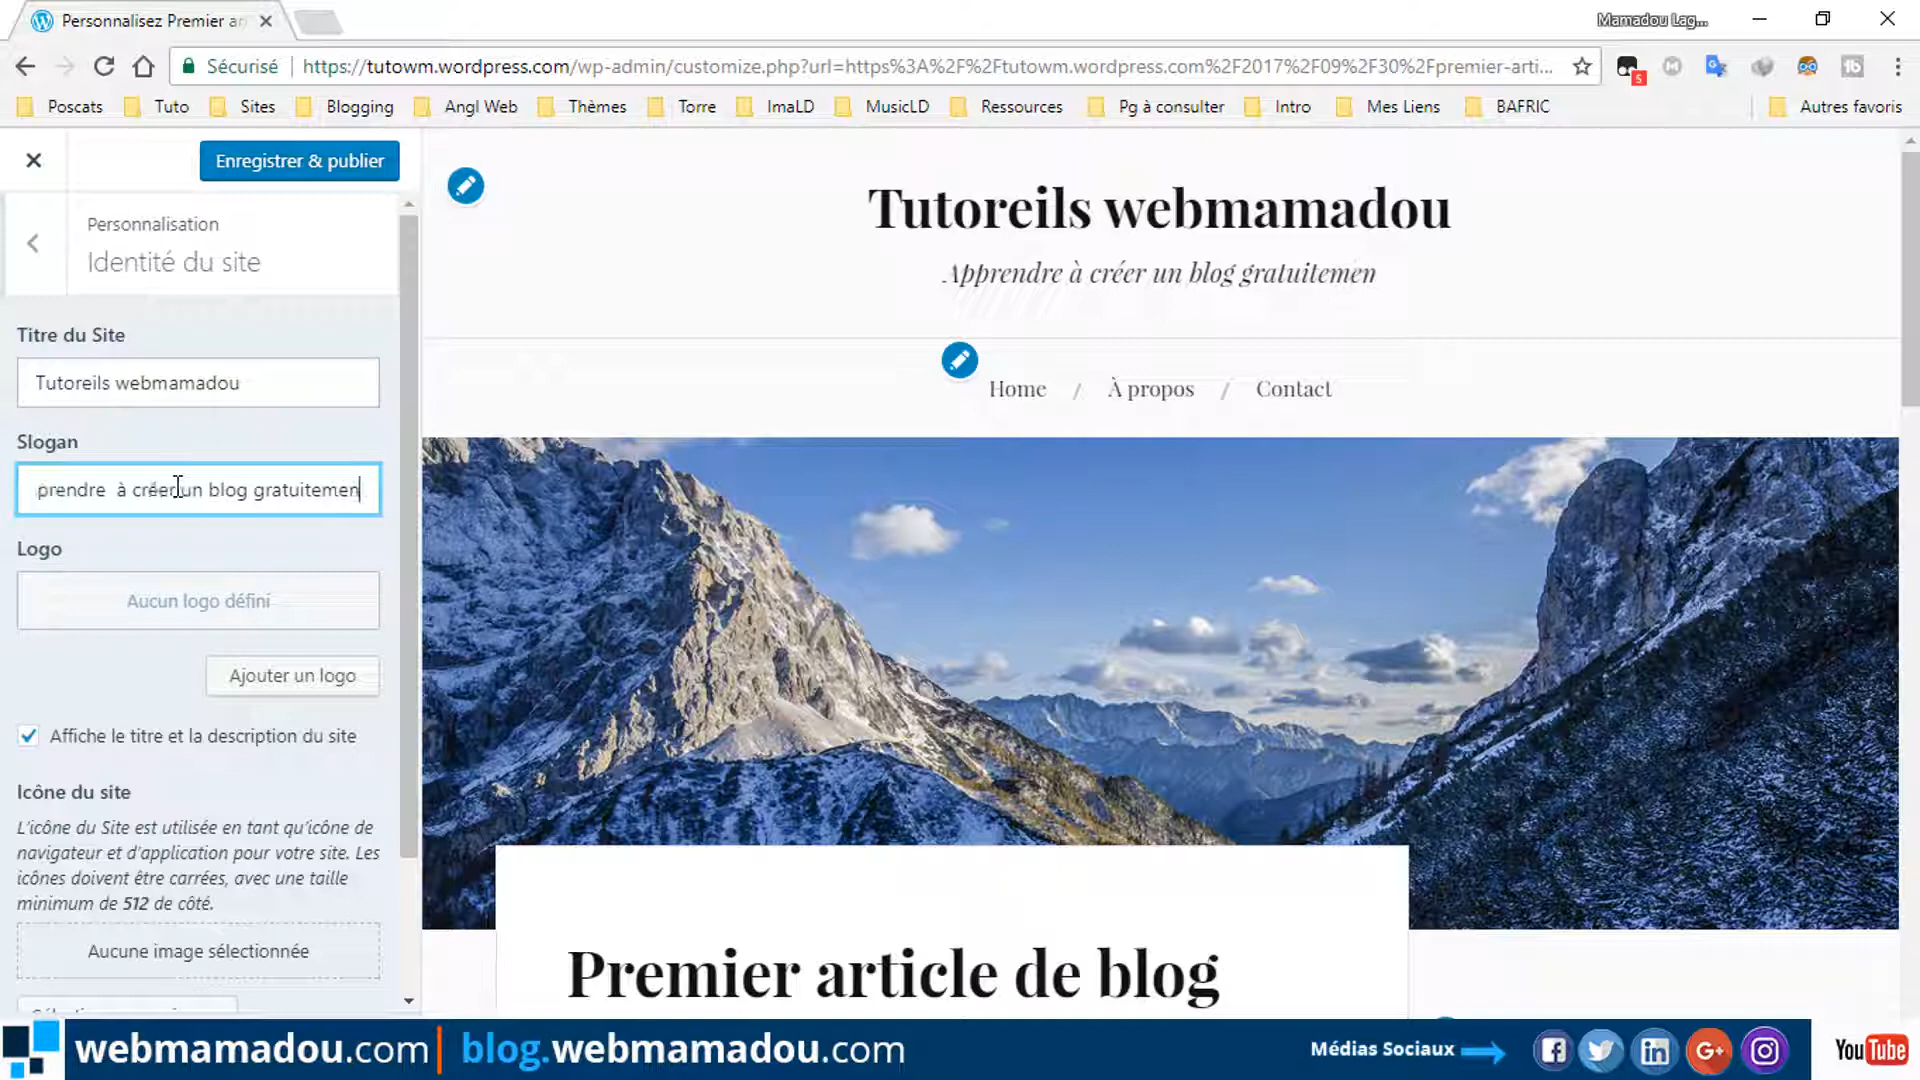 Personnalisez Premier ar
Mamadou Lag...
Sécurisé
https://tutowm.wordpress.com/wp-admin/customize.php?url=https%3A%2F%2Ftutowm.wordpress.com%2F2017%2F09%2F30%2Fpremier-arti...
5
Poscats Tuto Sites Blogging Angl Web Thèmes Torre ImaLD MusicLD Ressources Pg à consulter Intro Mes Liens BAFRIC Autres favoris
Enregistrer & publier
Personnalisation
Identité du site
Titre du Site
Tutoreils webmamadou
Slogan
prendre à créer un blog gratuitemen
Logo
Aucun logo défini
Ajouter un logo
Affiche le titre et la description du site
Icône du site
L'icône du Site est utilisée en tant qu'icône de
navigateur et d'application pour votre site. Les
icônes doivent être carrées, avec une taille
minimum de 512 de côté.
Aucune image sélectionnée
Tutoreils webmamadou
Apprendre à créer un blog gratuitemen
Home / À propos / Contact
Premier article de blog
webmamadou.com | blog.webmamadou.com
Médias Sociaux
YouTube